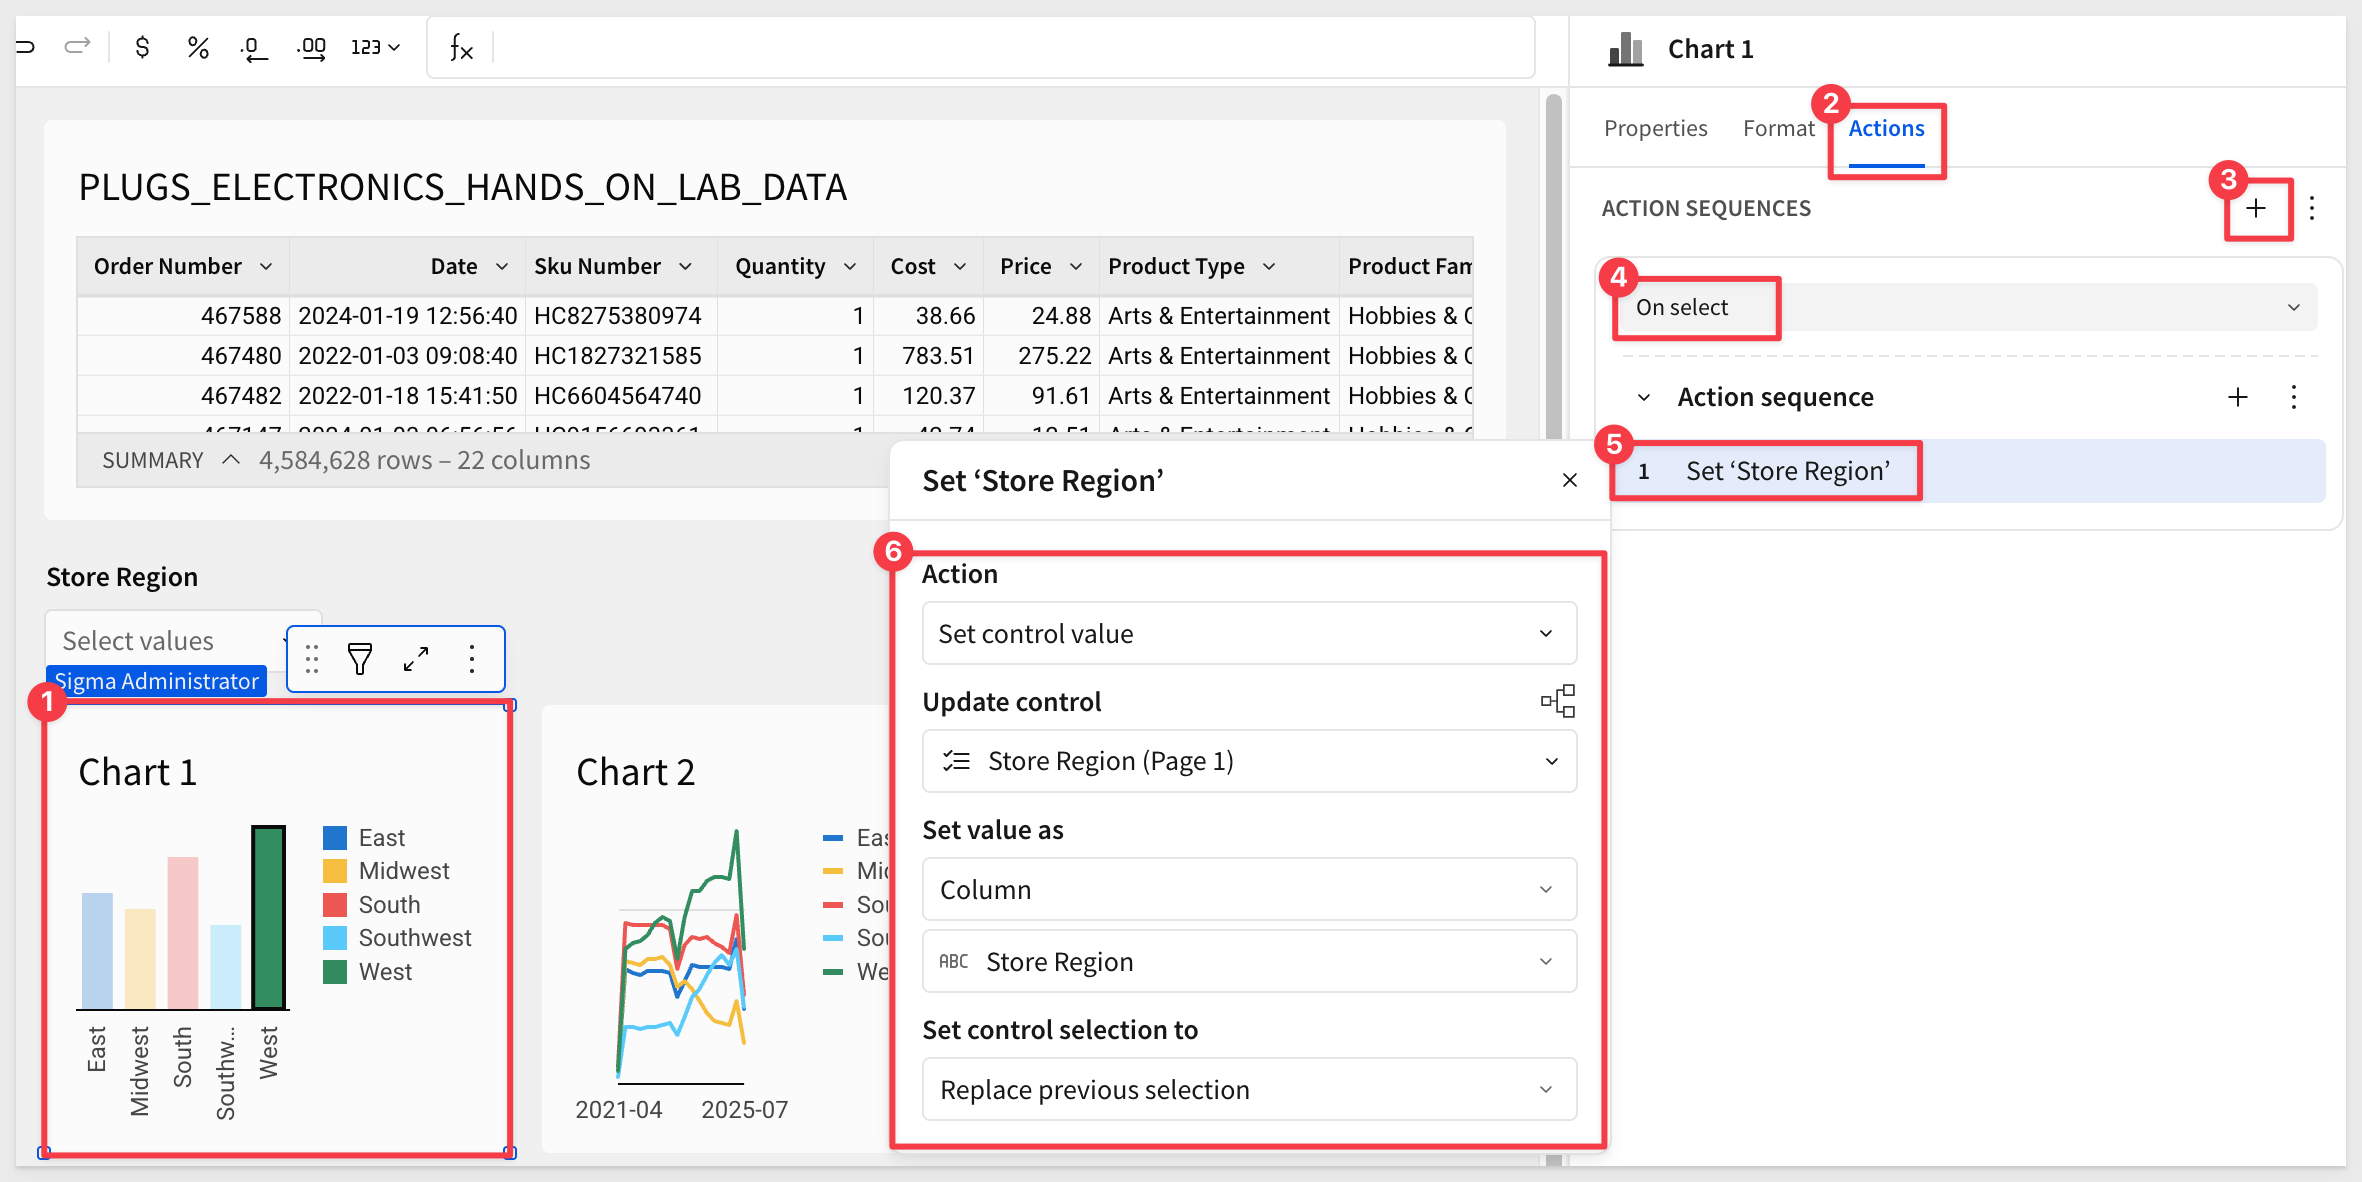 $ % .0 .00 123
fx
Chart 1
2
Properties Format Actions
3
ACTION SEQUENCES
4
On select
Action sequence
5
1 Set ‘Store Region’
PLUGS_ELECTRONICS_HANDS_ON_LAB_DATA
Order Number Date Sku Number Quantity Cost Price Product Type Product Fam
467588 2024-01-19 12:56:40 HC8275380974 1 38.66 24.88 Arts & Entertainment Hobbies &
467480 2022-01-03 09:08:40 HC1827321585 1 783.51 275.22 Arts & Entertainment Hobbies &
467482 2022-01-18 15:41:50 HC6604564740 1 120.37 91.61 Arts & Entertainment Hobbies &
SUMMARY 4,584,628 rows – 22 columns
Store Region
Select values
Sigma Administrator
1
Chart 1
East
Midwest
South
Southwest
West
East
Midwest
South
Southw...
West
Chart 2
Eas
Mid
Sou
Sou
We
2021-04 2025-07
Set ‘Store Region’
6
Action
Set control value
Update control
Store Region (Page 1)
Set value as
Column
ABC Store Region
Set control selection to
Replace previous selection